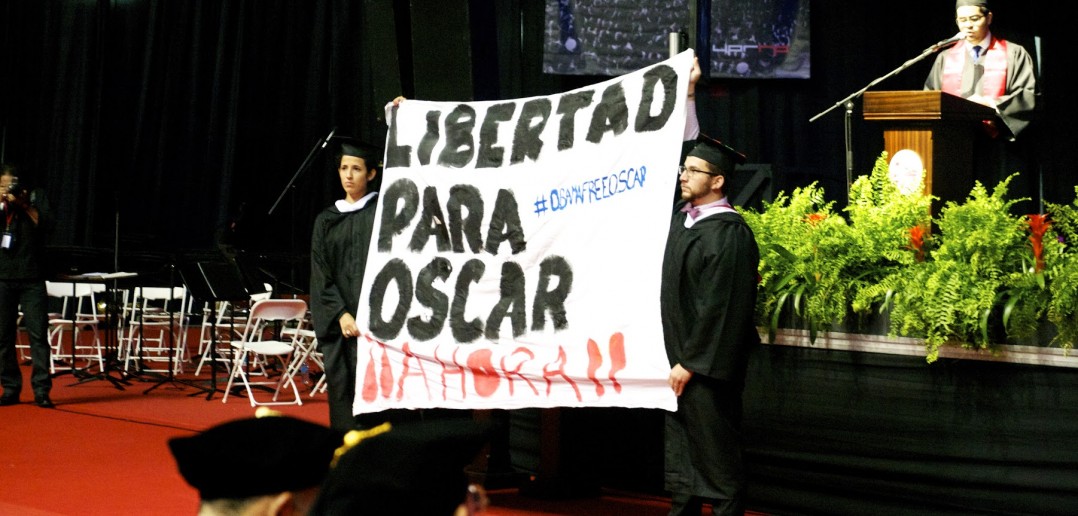 LIBERTAD
PARA
#OBAMAFREEOSCAR
OSCAR
¡¡AHORA!!